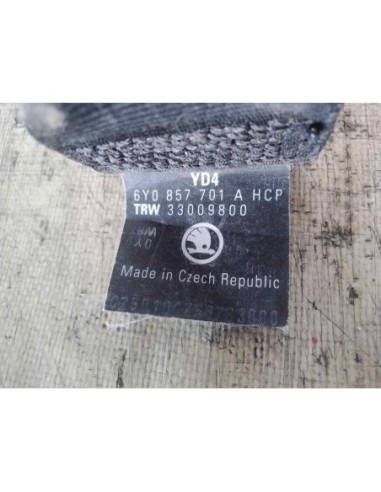 YD4
6Y0 857 701 A HCP
TRW 33009800
Made in Czech Republic